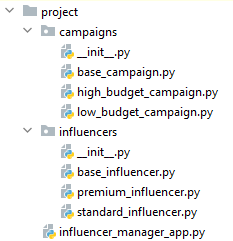 project
campaigns
__init__.py
base_campaign.py
high_budget_campaign.py
low_budget_campaign.py
influencers
__init__.py
base_influencer.py
premium_influencer.py
standard_influencer.py
influencer_manager_app.py